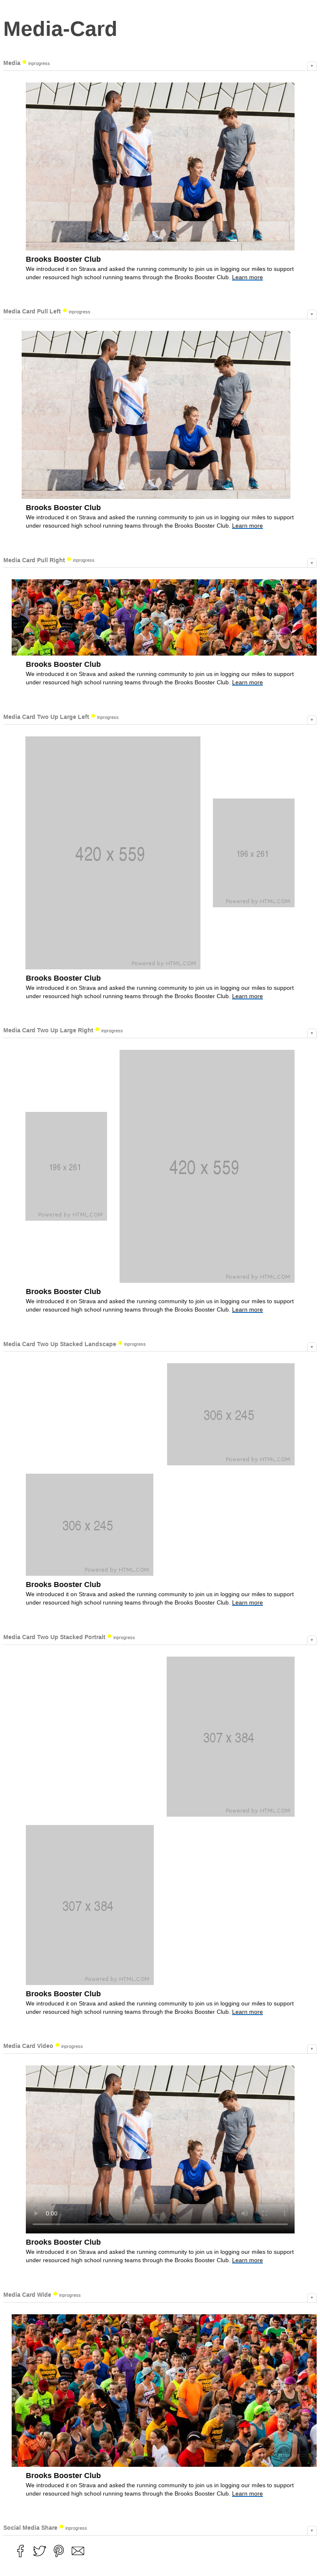 Media-Card
Media inprogress
Brooks Booster Club
We introduced it on Strava and asked the running community to join us in logging our miles to support
under resourced high school running teams through the Brooks Booster Club. Learn more
Media Card Pull Left inprogress
Brooks Booster Club
We introduced it on Strava and asked the running community to join us in logging our miles to support
under resourced high school running teams through the Brooks Booster Club. Learn more
Media Card Pull Right inprogress
Brooks Booster Club
We introduced it on Strava and asked the running community to join us in logging our miles to support
under resourced high school running teams through the Brooks Booster Club. Learn more
Media Card Two Up Large Left inprogress
420 x 559
Powered by HTML.COM
196 x 261
Powered by HTML.COM
Brooks Booster Club
We introduced it on Strava and asked the running community to join us in logging our miles to support
under resourced high school running teams through the Brooks Booster Club. Learn more
Media Card Two Up Large Right inprogress
196 x 261
Powered by HTML.COM
420 x 559
Powered by HTML.COM
Brooks Booster Club
We introduced it on Strava and asked the running community to join us in logging our miles to support
under resourced high school running teams through the Brooks Booster Club. Learn more
Media Card Two Up Stacked Landscape inprogress
306 x 245
Powered by HTML.COM
306 x 245
Powered by HTML.COM
Brooks Booster Club
We introduced it on Strava and asked the running community to join us in logging our miles to support
under resourced high school running teams through the Brooks Booster Club. Learn more
Media Card Two Up Stacked Portrait inprogress
307 x 384
Powered by HTML.COM
307 x 384
Powered by HTML.COM
Brooks Booster Club
We introduced it on Strava and asked the running community to join us in logging our miles to support
under resourced high school running teams through the Brooks Booster Club. Learn more
Media Card Video inprogress
0:00
Brooks Booster Club
We introduced it on Strava and asked the running community to join us in logging our miles to support
under resourced high school running teams through the Brooks Booster Club. Learn more
Media Card Wide inprogress
Brooks Booster Club
We introduced it on Strava and asked the running community to join us in logging our miles to support
under resourced high school running teams through the Brooks Booster Club. Learn more
Social Media Share inprogress